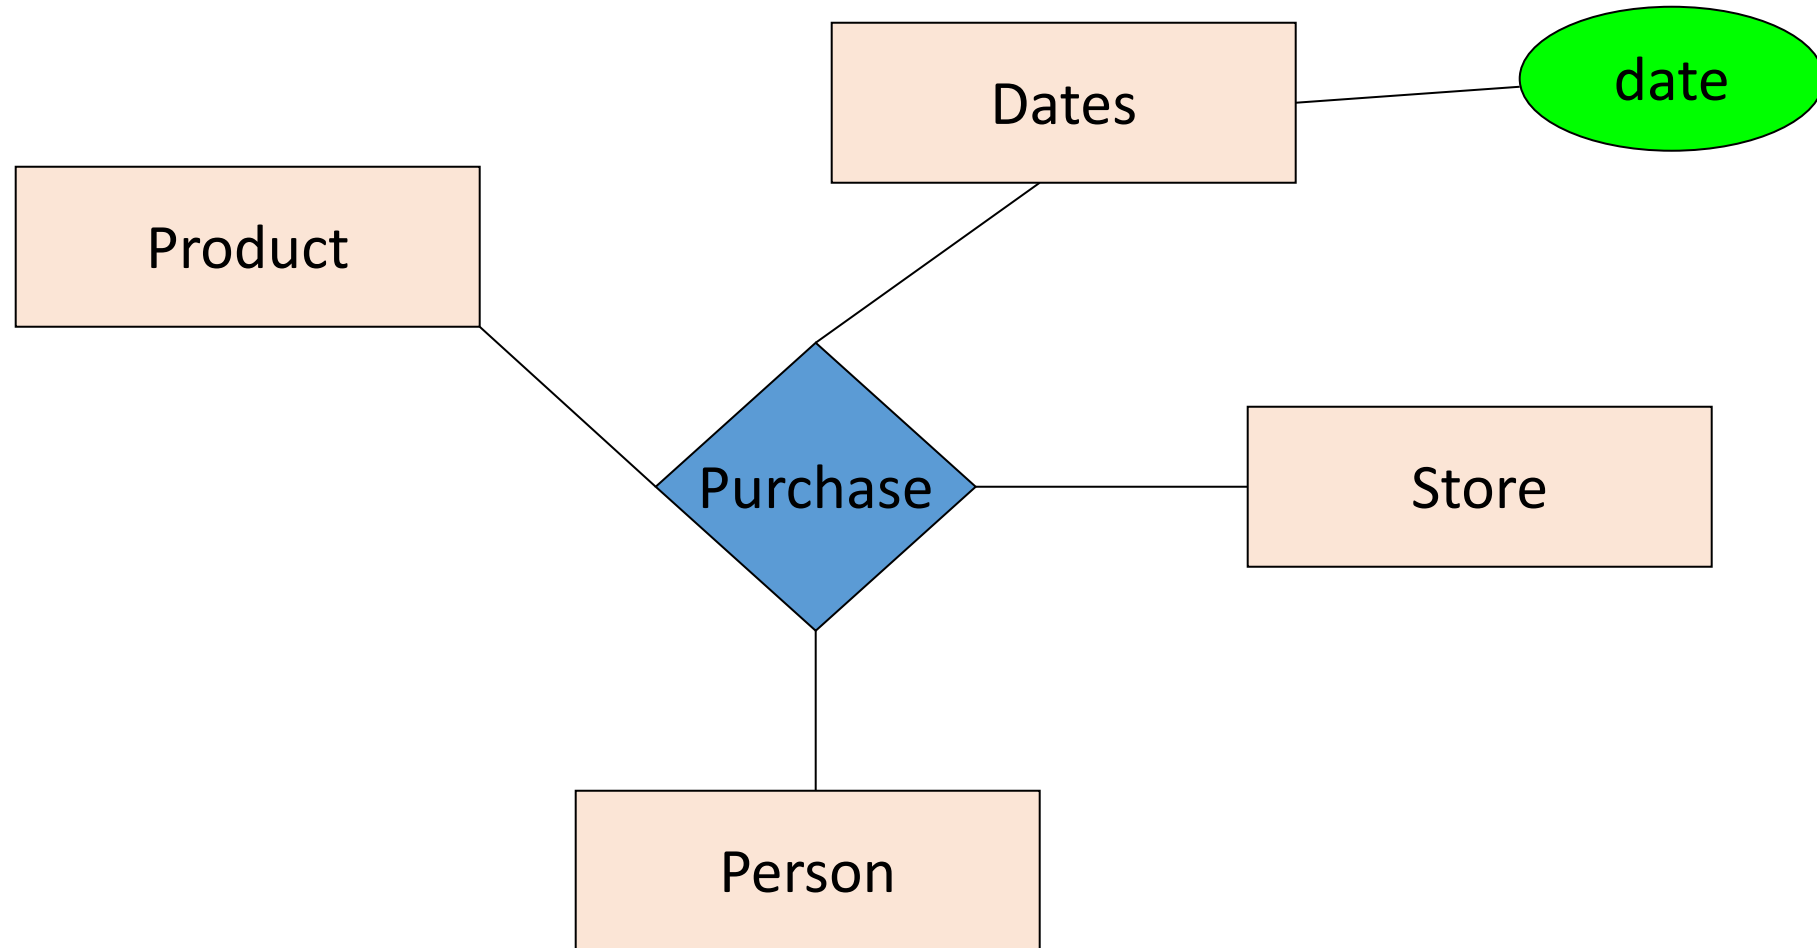 Dates
date
Product
Purchase
Store
Person